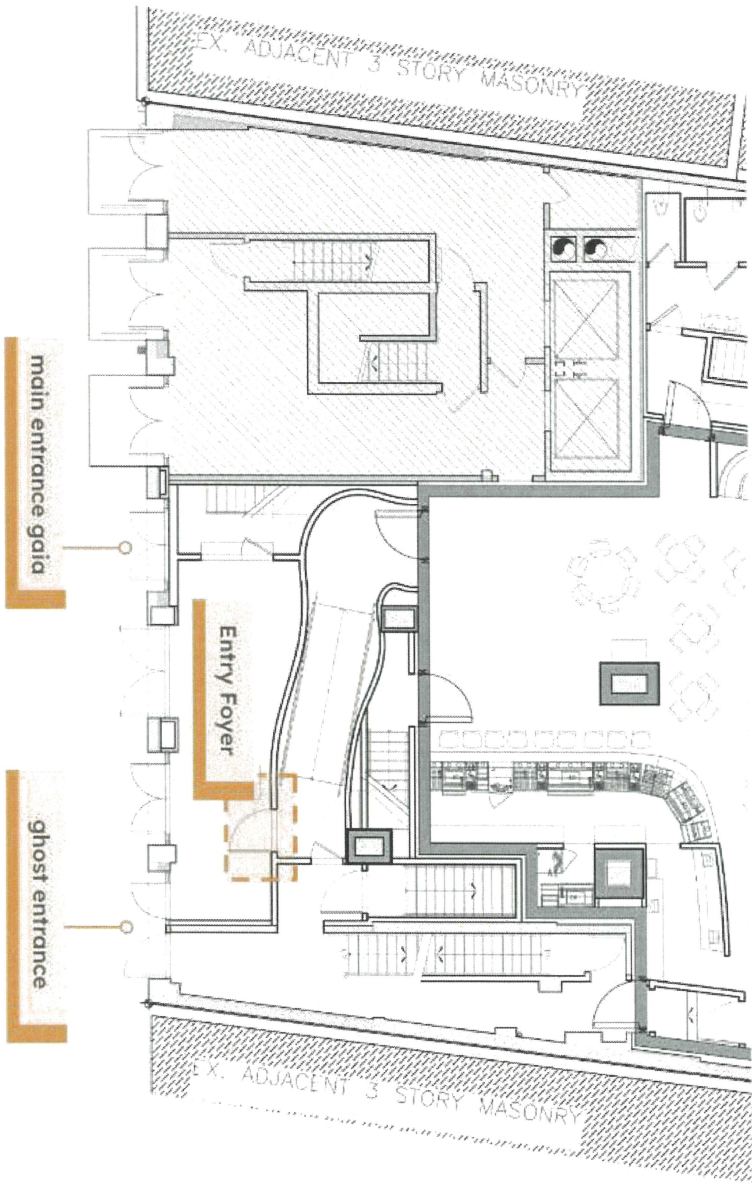 EX. ADJACENT 3 STORY MASONRY
main entrance gaia
Entry Foyer
ghost entrance
EX. ADJACENT 3 STORY MASONRY